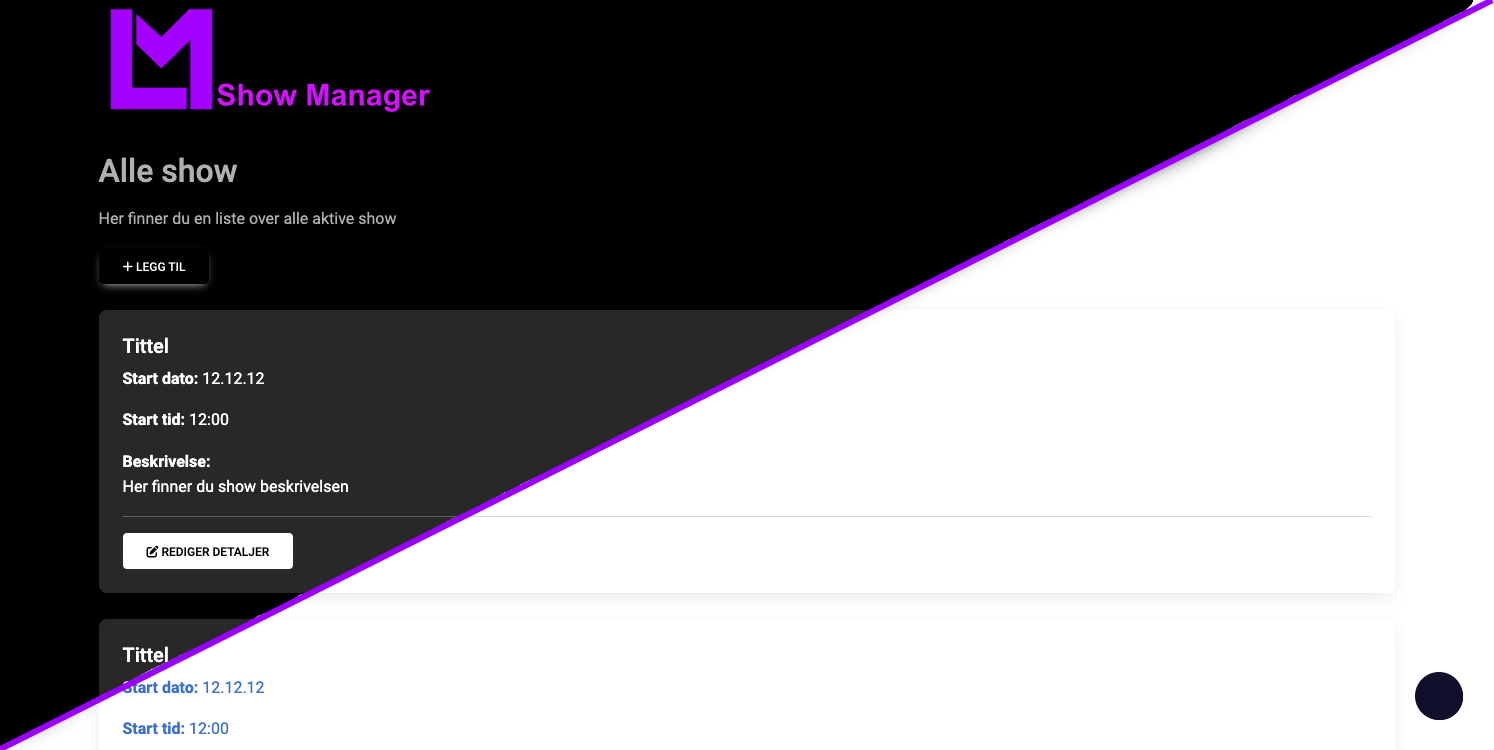 LM Show Manager
Alle show
Her finner du en liste over alle aktive show
+ LEGG TIL
Tittel
Start dato: 12.12.12
Start tid: 12:00
Beskrivelse:
Her finner du show beskrivelsen
REDIGER DETALJER
Tittel
Start dato: 12.12.12
Start tid: 12:00